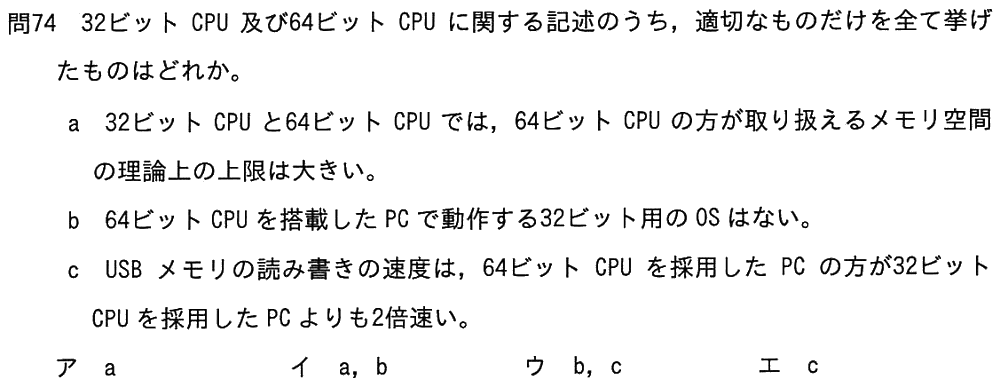 問74 32ビット CPU 及び64ビット CPU に関する記述のうち，適切なものだけを全て挙げ
たものはどれか。
a 32ビット CPU と64ビット CPU では，64ビット CPU の方が取り扱えるメモリ空間
の理論上の上限は大きい。
b 64ビット CPU を搭載した PC で動作する32ビット用の OS はない。
c USB メモリの読み書きの速度は，64ビット CPU を採用した PC の方が32ビット
CPU を採用した PC よりも2倍速い。
ア a イ a, b ウ b, c エ c